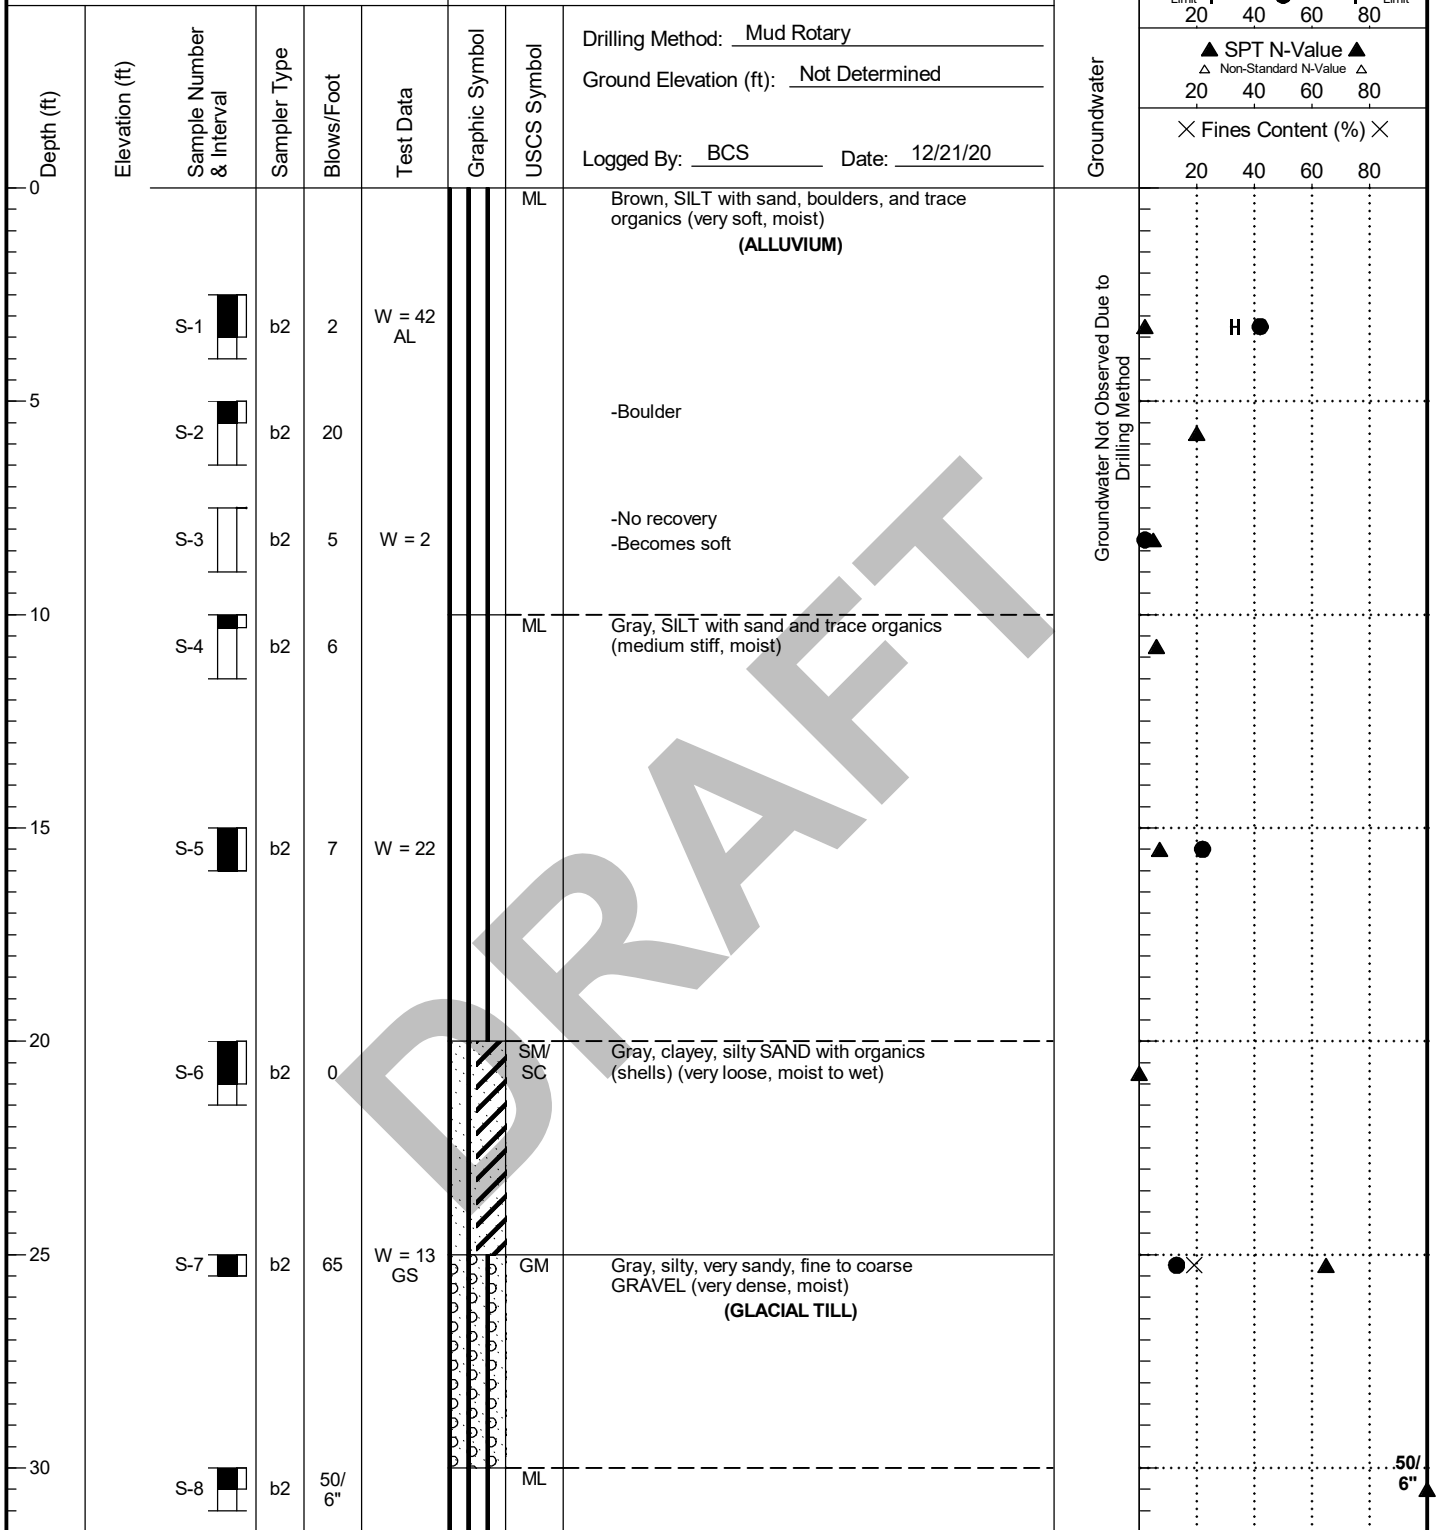 Limit Limit
20 40 60 80
▲ SPT N-Value ▲
△ Non-Standard N-Value △
20 40 60 80
× Fines Content (%) ×
20 40 60 80
Depth (ft)
Elevation (ft)
Sample Number
& Interval
Sampler Type
Blows/Foot
Test Data
Graphic Symbol
USCS Symbol
Drilling Method: Mud Rotary
Ground Elevation (ft): Not Determined
Logged By: BCS Date: 12/21/20
Groundwater
0
ML Brown, SILT with sand, boulders, and trace
organics (very soft, moist)
(ALLUVIUM)
S-1 b2 2 W = 42
AL
Groundwater Not Observed Due to
Drilling Method
5
-Boulder
S-2 b2 20
-No recovery
S-3 b2 5 W = 2
-Becomes soft
10
ML Gray, SILT with sand and trace organics
(medium stiff, moist)
S-4 b2 6
15
S-5 b2 7 W = 22
20
SM/
SC
Gray, clayey, silty SAND with organics
(shells) (very loose, moist to wet)
S-6 b2 0
25
S-7 b2 65 W = 13
GS
GM Gray, silty, very sandy, fine to coarse
GRAVEL (very dense, moist)
(GLACIAL TILL)
30
S-8 b2 50/
6"
ML
50/
6"
DRAFT